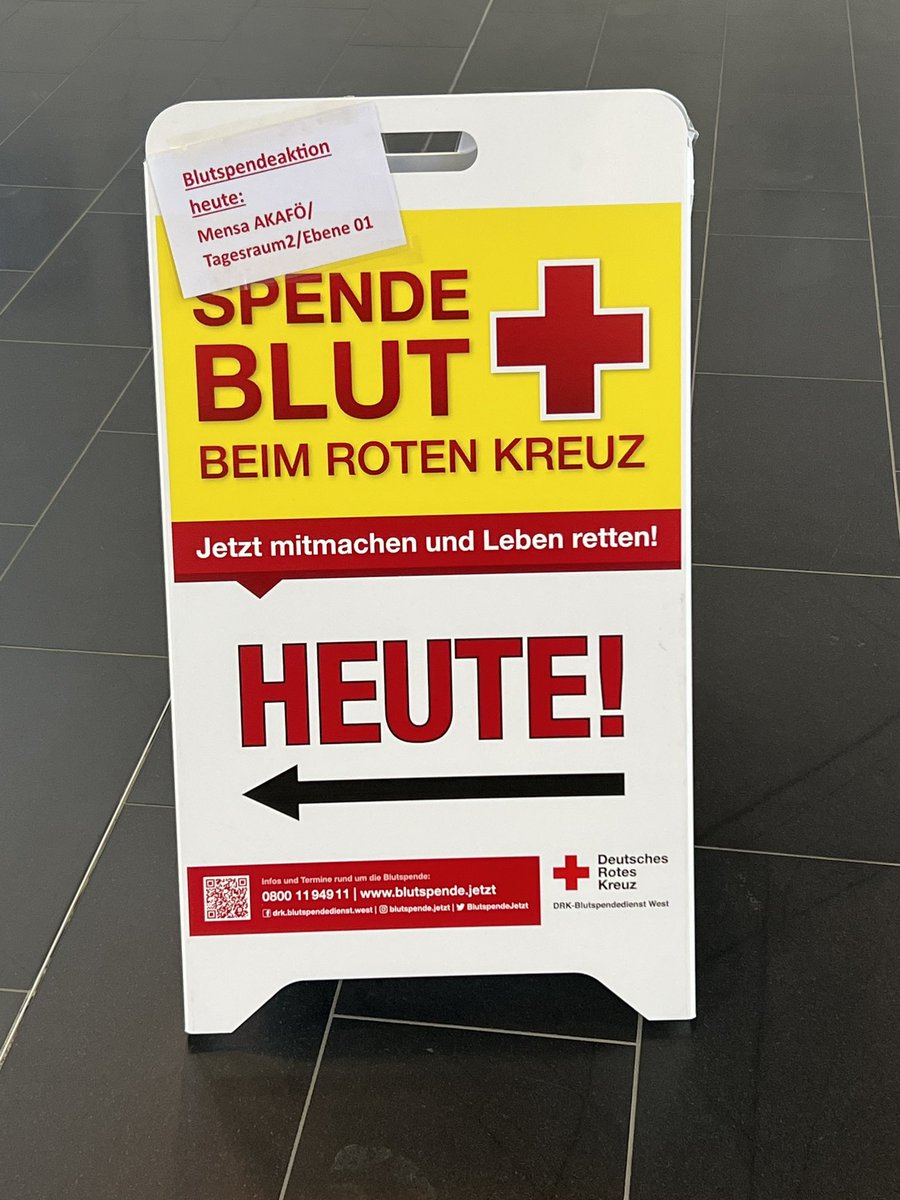 Blutspendeaktion
heute:
Mensa AKAFÖ/
Tagesraum2/Ebene 01
SPENDE
BLUT
BEIM ROTEN KREUZ
Jetzt mitmachen und Leben retten!
HEUTE!
Infos und Termine rund um die Blutspende:
0800 11 949 11 | www.blutspende.jetzt
drk.blutspendedienst.west | blutspende.jetzt | BlutspendeJetzt
Deutsches
Rotes
Kreuz
DRK-Blutspendedienst West